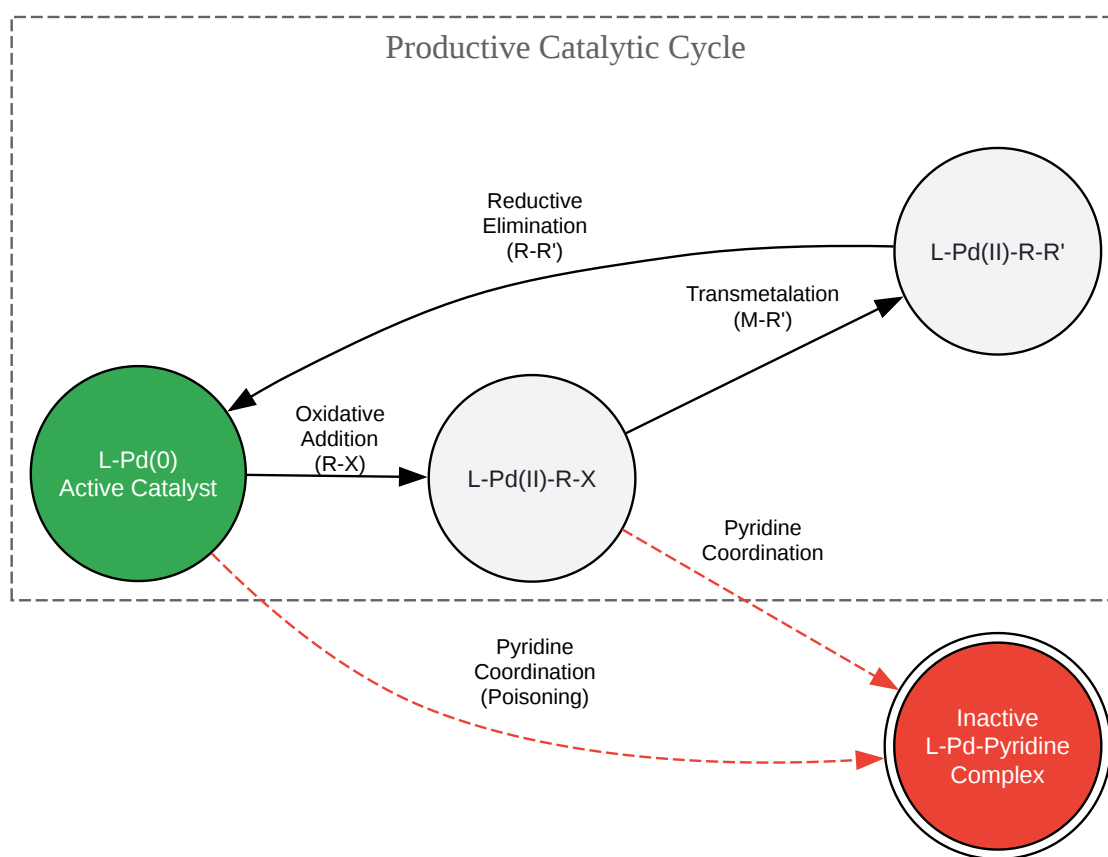 Productive Catalytic Cycle
Reductive
Elimination
(R-R')
L-Pd(II)-R-R'
Transmetalation
(M-R')
Oxidative
Addition
(R-X)
L-Pd(0)
Active Catalyst
L-Pd(II)-R-X
Pyridine
Coordination
Pyridine
Coordination
(Poisoning)
Inactive
L-Pd-Pyridine
Complex